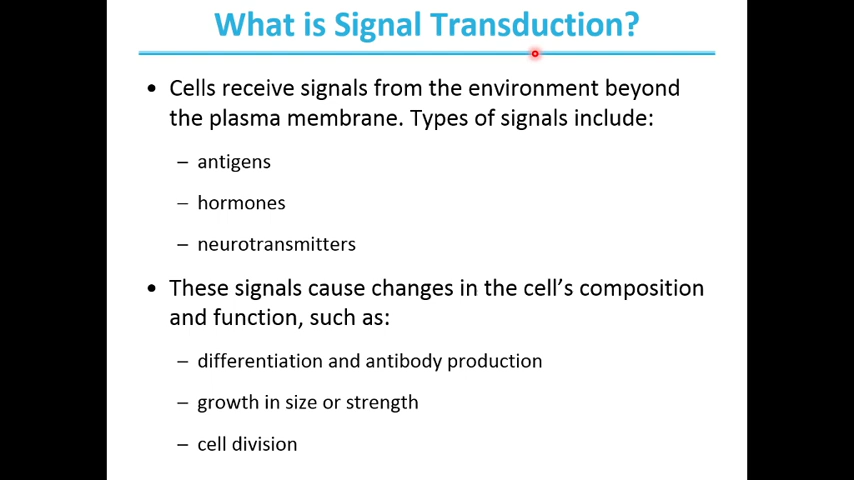 What is Signal Transduction?
• Cells receive signals from the environment beyond
the plasma membrane. Types of signals include:
– antigens
– hormones
– neurotransmitters
• These signals cause changes in the cell’s composition
and function, such as:
– differentiation and antibody production
– growth in size or strength
– cell division